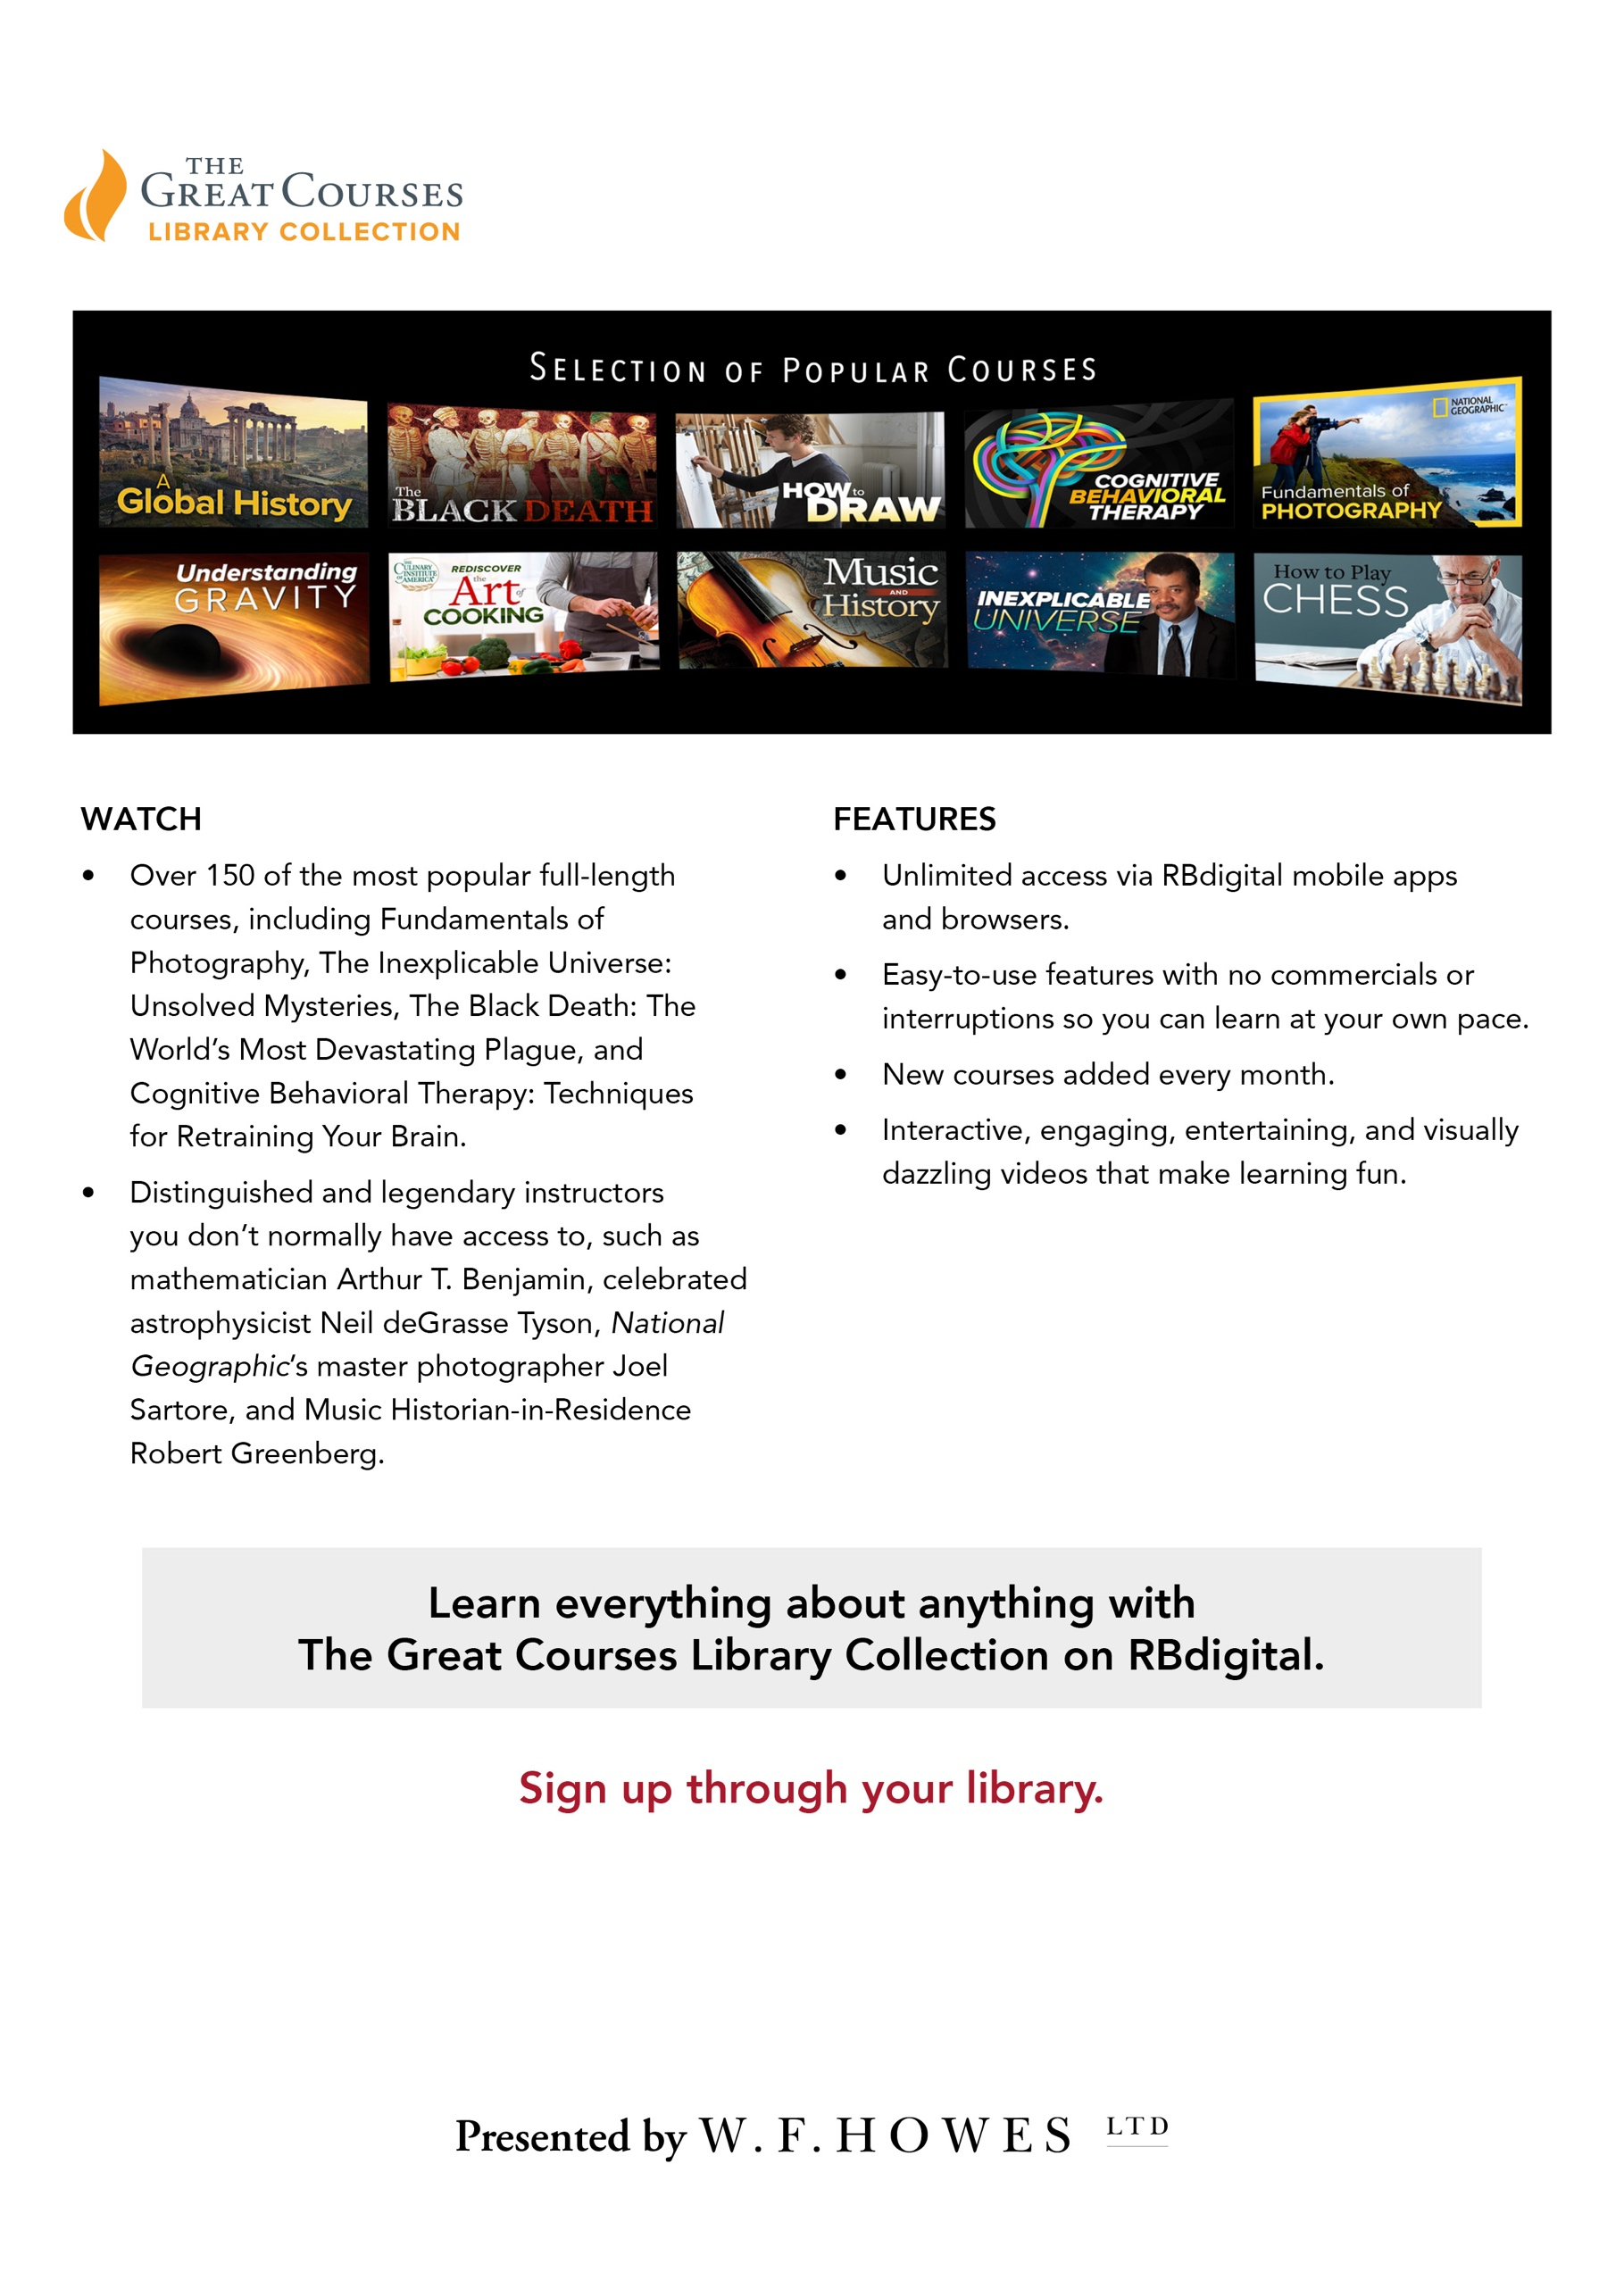 THE
GREAT COURSES
LIBRARY COLLECTION
SELECTION OF POPULAR COURSES
A
Global History
The
BLACK DEATH
HOW to
DRAW
COGNITIVE
BEHAVIORAL
THERAPY
NATIONAL
GEOGRAPHIC
Fundamentals of
PHOTOGRAPHY
Understanding
GRAVITY
THE
CULINARY
INSTITUTE
OF AMERICA
REDISCOVER
the
Art of
COOKING
Music
AND
History
INEXPLICABLE
UNIVERSE
How to Play
CHESS
WATCH
• Over 150 of the most popular full-length
courses, including Fundamentals of
Photography, The Inexplicable Universe:
Unsolved Mysteries, The Black Death: The
World’s Most Devastating Plague, and
Cognitive Behavioral Therapy: Techniques
for Retraining Your Brain.
• Distinguished and legendary instructors
you don’t normally have access to, such as
mathematician Arthur T. Benjamin, celebrated
astrophysicist Neil deGrasse Tyson, National
Geographic’s master photographer Joel
Sartore, and Music Historian-in-Residence
Robert Greenberg.
FEATURES
• Unlimited access via RBdigital mobile apps
and browsers.
• Easy-to-use features with no commercials or
interruptions so you can learn at your own pace.
• New courses added every month.
• Interactive, engaging, entertaining, and visually
dazzling videos that make learning fun.
Learn everything about anything with
The Great Courses Library Collection on RBdigital.
Sign up through your library.
Presented by W. F. HOWES LTD